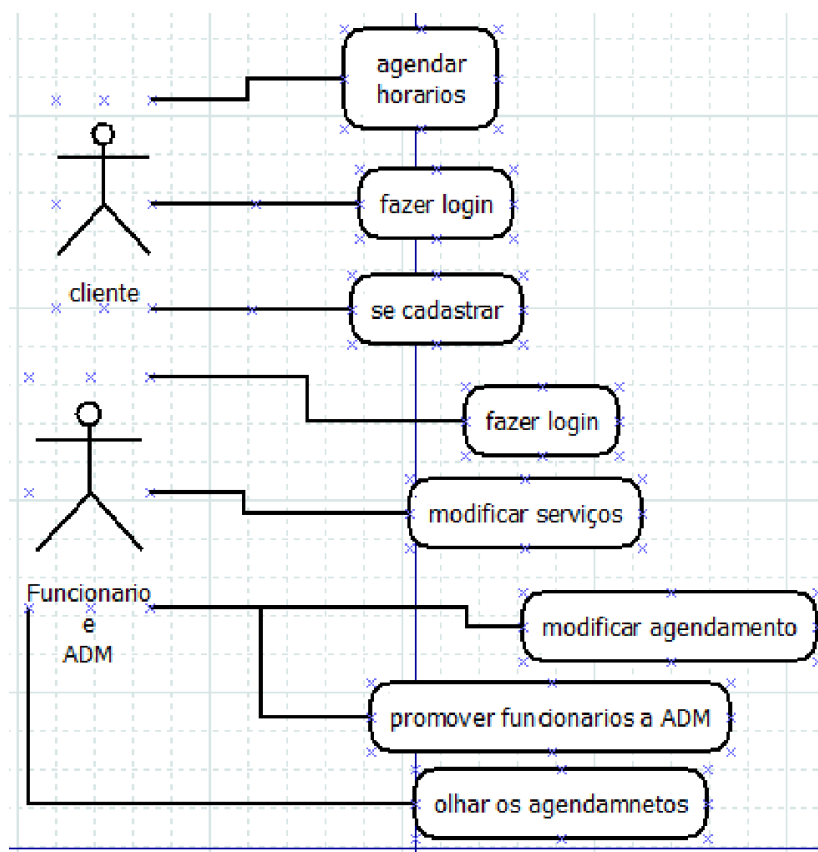 agendar
horarios
fazer login
cliente
se cadastrar
fazer login
modificar serviços
Funcionario
e
ADM
modificar agendamento
promover funcionarios a ADM
olhar os agendamnetos